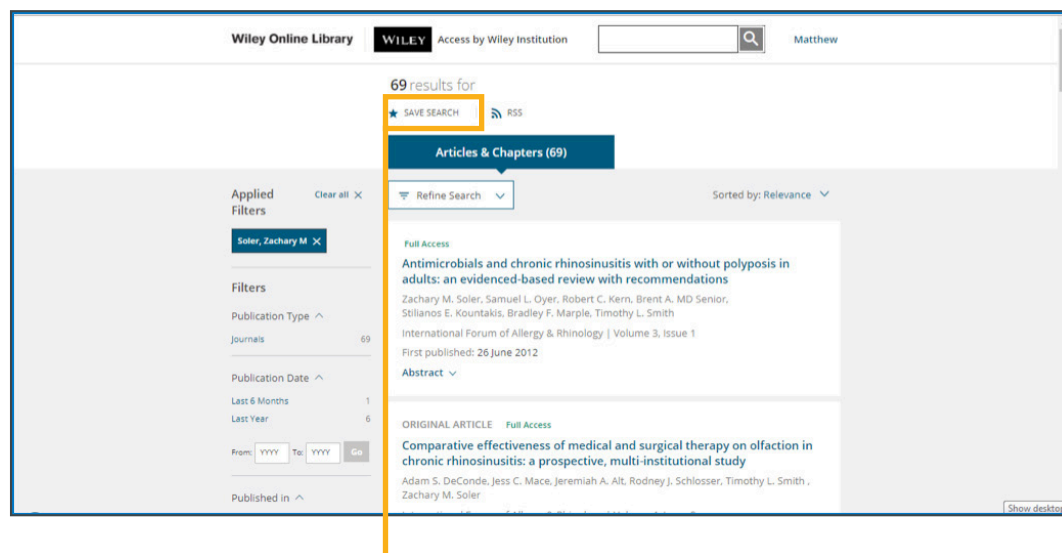 Wiley Online Library
WILEY
Access by Wiley Institution
Matthew
69 results for
SAVE SEARCH
RSS
Articles & Chapters (69)
Applied
Filters
Clear all X
Soler, Zachary M X
Refine Search
Sorted by: Relevance
Filters
Publication Type
Journals 69
Publication Date
Last 6 Months 1
Last Year 6
From: YYYY To: YYYY Go
Published in
Full Access
Antimicrobials and chronic rhinosinusitis with or without polyposis in
adults: an evidenced-based review with recommendations
Zachary M. Soler, Samuel L. Oyer, Robert C. Kern, Brent A. MD Senior,
Stilianos E. Kountakis, Bradley F. Marple, Timothy L. Smith
International Forum of Allergy & Rhinology | Volume 3, Issue 1
First published: 26 June 2012
Abstract
ORIGINAL ARTICLE Full Access
Comparative effectiveness of medical and surgical therapy on olfaction in
chronic rhinosinusitis: a prospective, multi-institutional study
Adam S. DeConde, Jess C. Mace, Jeremiah A. Alt, Rodney J. Schlosser, Timothy L. Smith ,
Zachary M. Soler
Show desktop